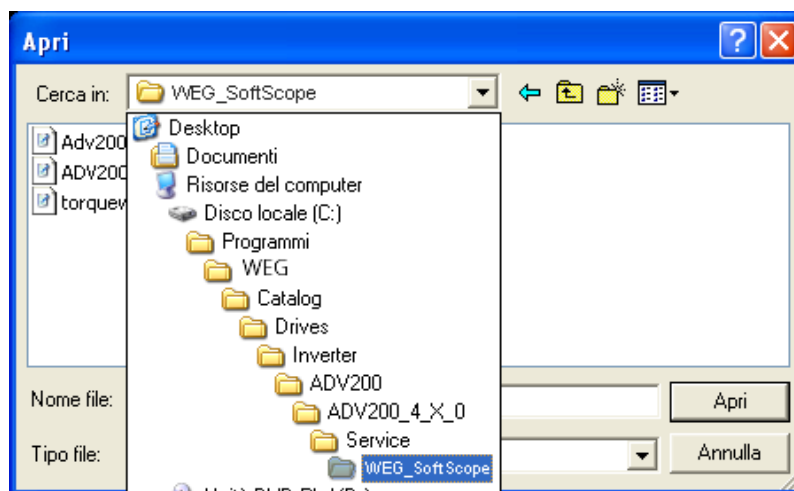 Apri
Cerca in: WEG_SoftScope
Desktop
Documenti
Risorse del computer
Disco locale (C:)
Programmi
WEG
Catalog
Drives
Inverter
ADV200
ADV200_4_X_0
Service
WEG_SoftScope
Adv200
ADV200
torquew
Nome file:
Apri
Tipo file:
Annulla